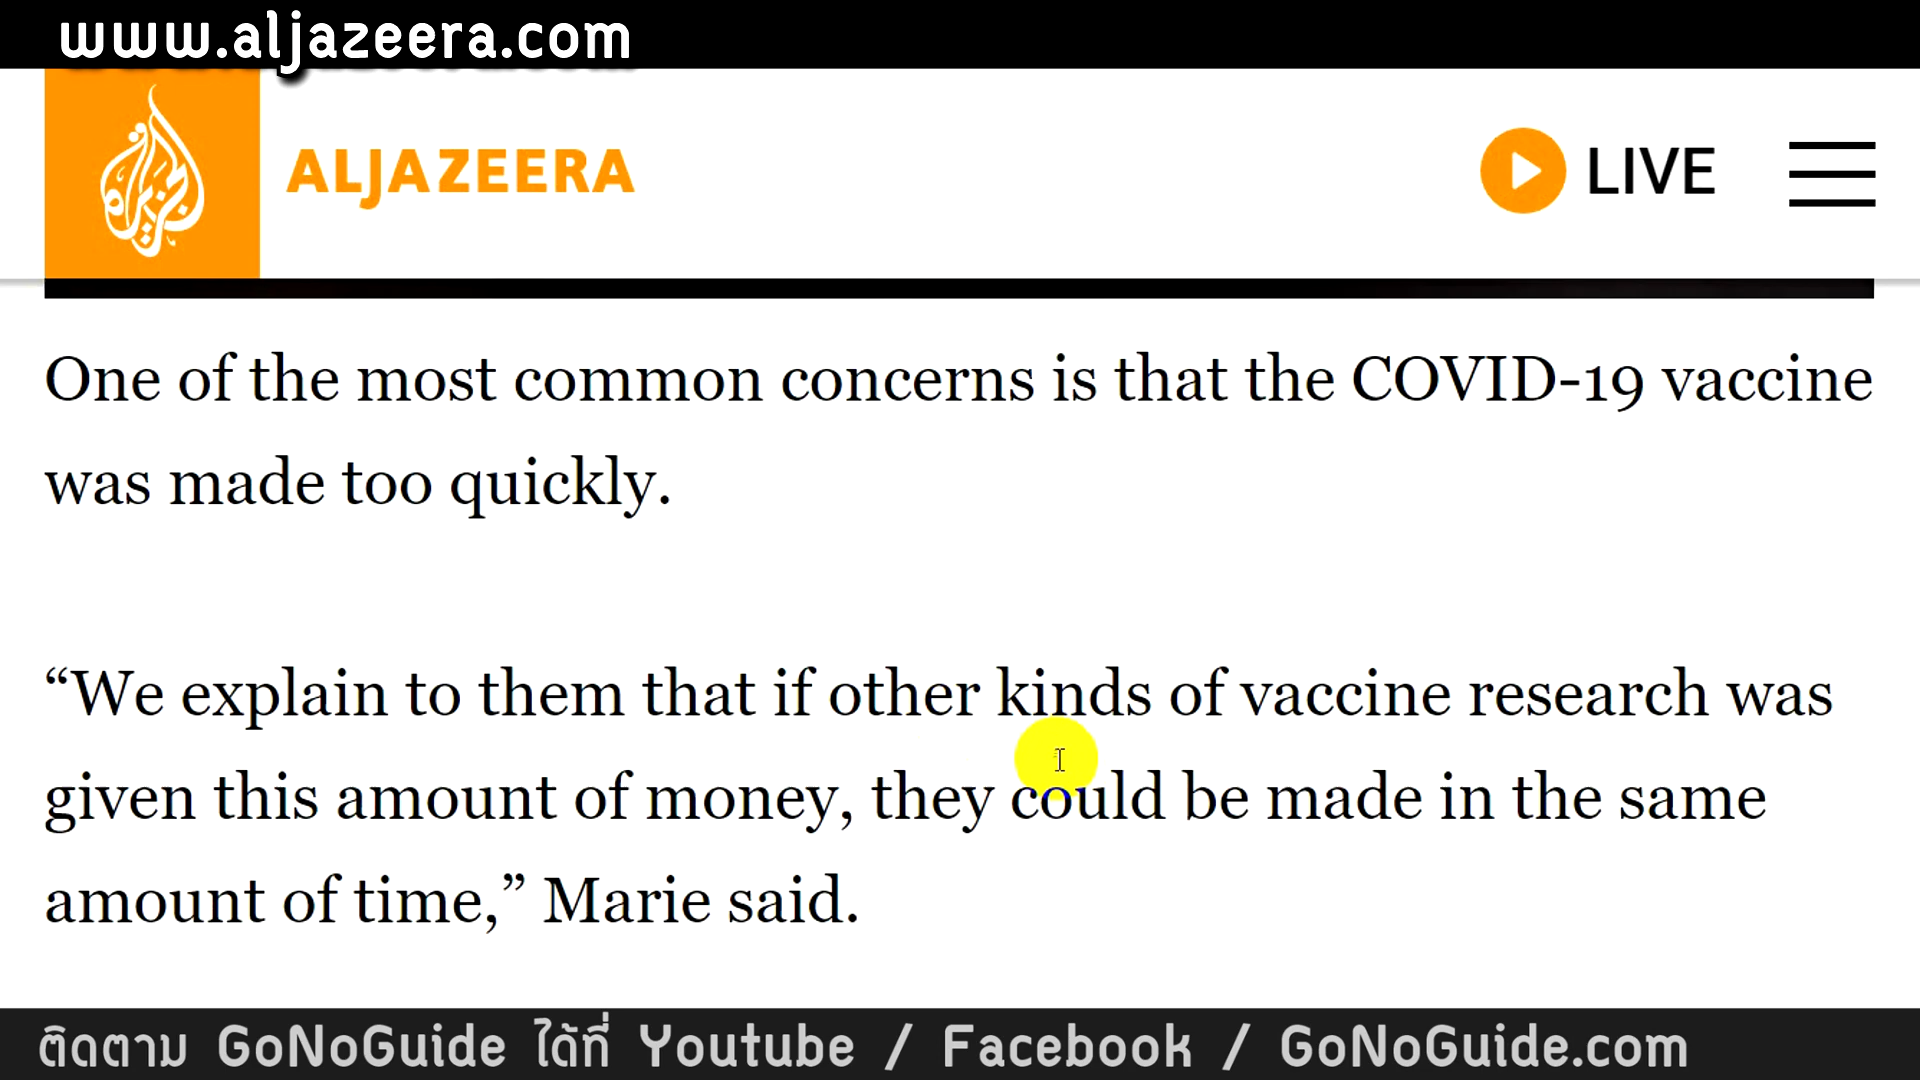 www.aljazeera.com
ALJAZEERA
LIVE
One of the most common concerns is that the COVID-19 vaccine
was made too quickly.
“We explain to them that if other kinds of vaccine research was
given this amount of money, they could be made in the same
amount of time,” Marie said.
ติดตาม GoNoGuide ได้ที่ Youtube / Facebook / GoNoGuide.com